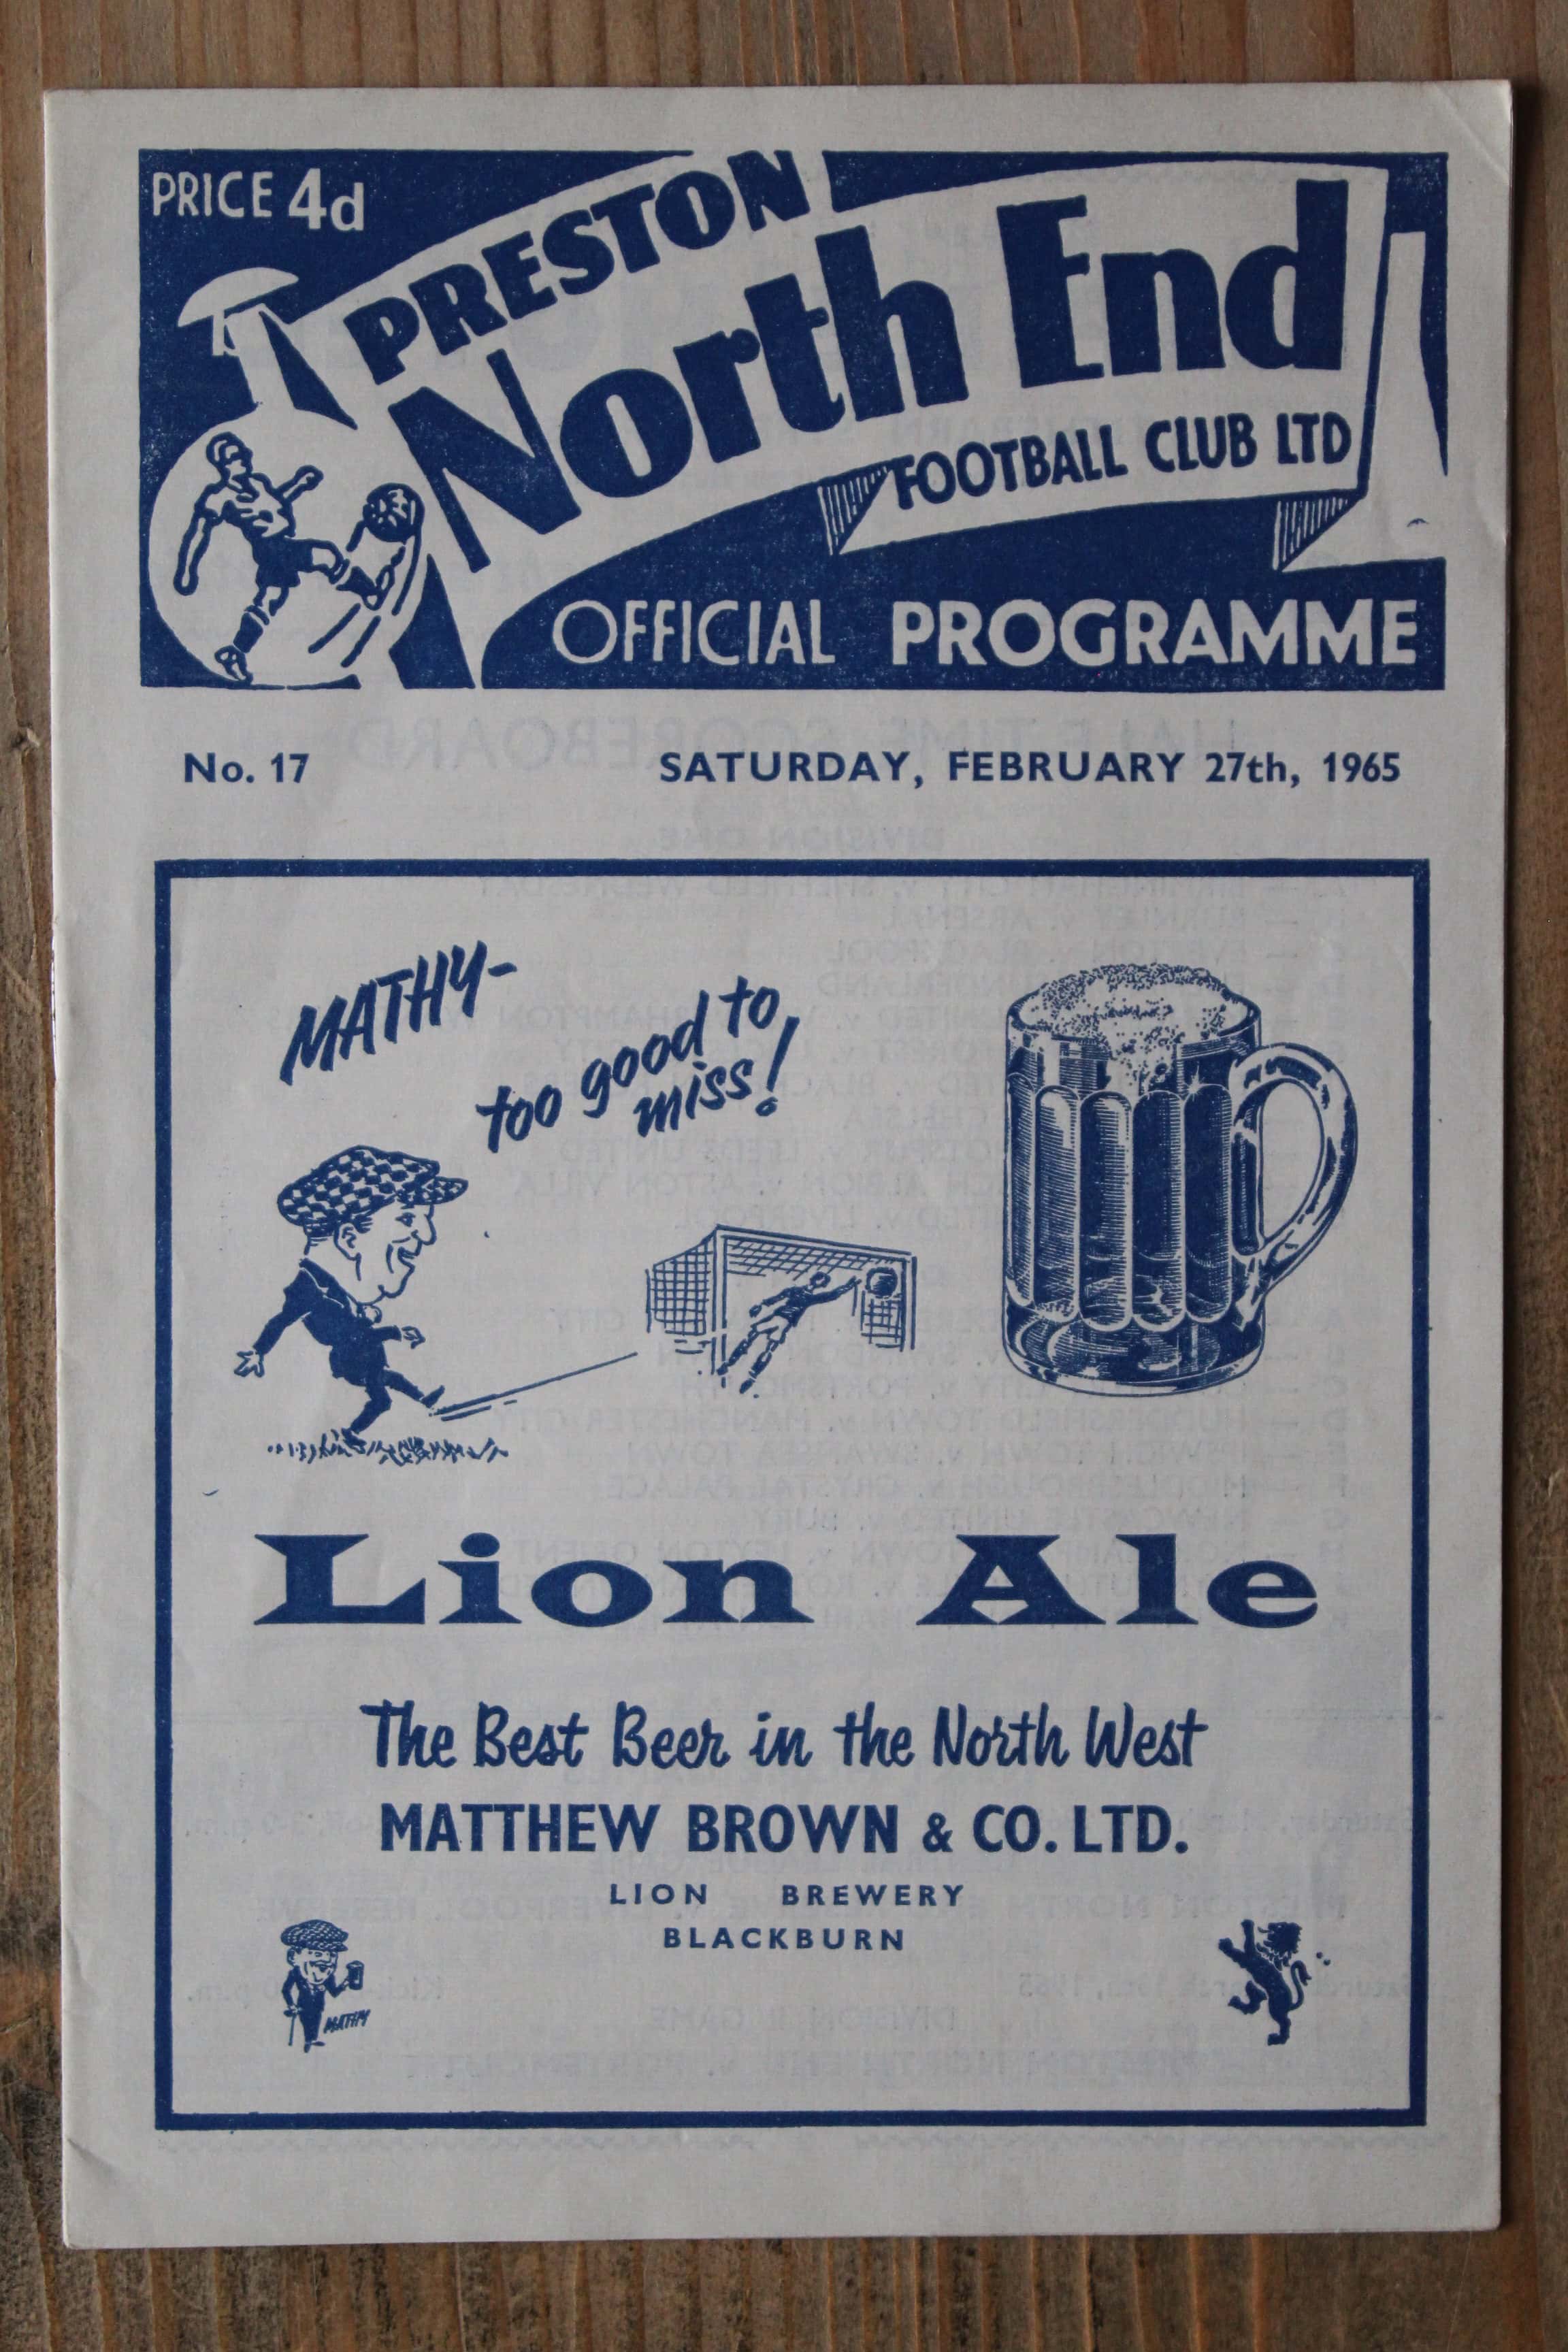 PRICE 4d
PRESTON
North End
FOOTBALL CLUB LTD
OFFICIAL PROGRAMME
No. 17 SATURDAY, FEBRUARY 27th, 1965
MATHY-
too good to
miss!
Lion Ale
The Best Beer in the North West
MATTHEW BROWN & CO. LTD.
LION BREWERY
BLACKBURN
MATHY